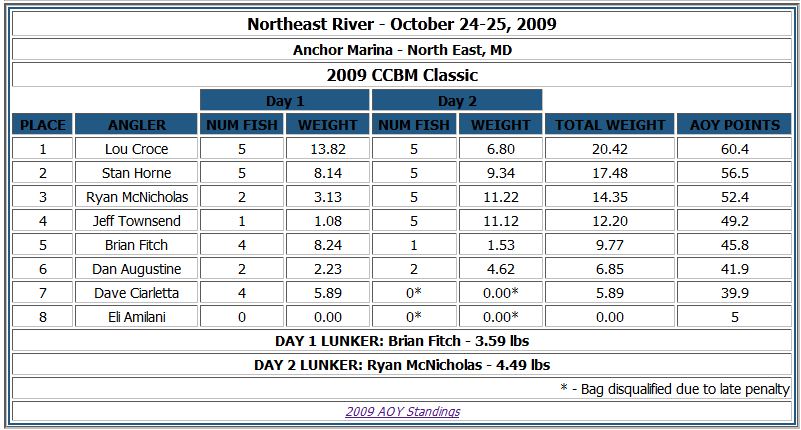 Northeast River - October 24-25, 2009
Anchor Marina - North East, MD
2009 CCBM Classic
Day 1 Day 2
PLACE ANGLER NUM FISH WEIGHT NUM FISH WEIGHT TOTAL WEIGHT AOY POINTS
1 Lou Croce 5 13.82 5 6.80 20.42 60.4
2 Stan Horne 5 8.14 5 9.34 17.48 56.5
3 Ryan McNicholas 2 3.13 5 11.22 14.35 52.4
4 Jeff Townsend 1 1.08 5 11.12 12.20 49.2
5 Brian Fitch 4 8.24 1 1.53 9.77 45.8
6 Dan Augustine 2 2.23 2 4.62 6.85 41.9
7 Dave Ciarletta 4 5.89 0* 0.00* 5.89 39.9
8 Eli Amilani 0 0.00 0* 0.00* 0.00 5
DAY 1 LUNKER: Brian Fitch - 3.59 lbs
DAY 2 LUNKER: Ryan McNicholas - 4.49 lbs
* - Bag disqualified due to late penalty
2009 AOY Standings